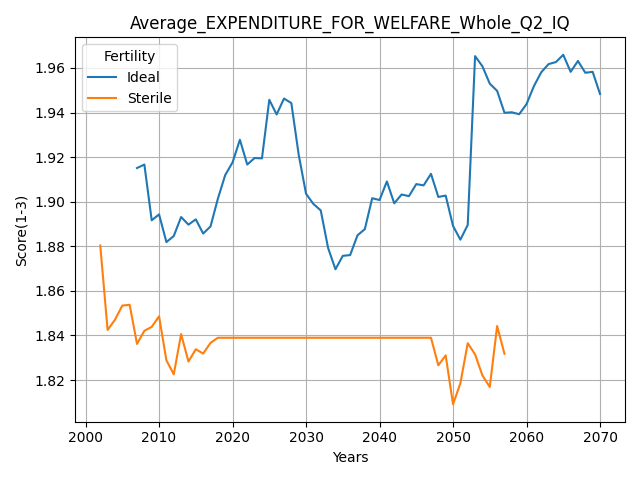 Average_EXPENDITURE_FOR_WELFARE_Whole_Q2_IQ
Fertility
Ideal
Sterile
Score(1-3)
1.96
1.94
1.92
1.90
1.88
1.86
1.84
1.82
2000 2010 2020 2030 2040 2050 2060 2070
Years